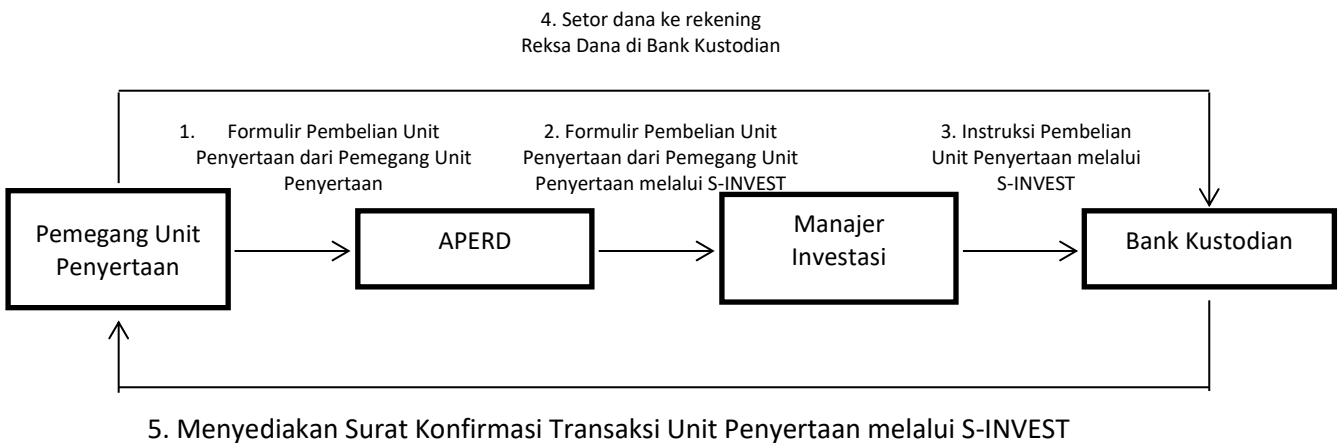 4. Setor dana ke rekening
Reksa Dana di Bank Kustodian
1. Formulir Pembelian Unit
Penyertaan dari Pemegang Unit
Penyertaan
2. Formulir Pembelian Unit
Penyertaan dari Pemegang Unit
Penyertaan melalui S-INVEST
3. Instruksi Pembelian
Unit Penyertaan melalui
S-INVEST
Pemegang Unit
Penyertaan
APERD
Manajer
Investasi
Bank Kustodian
5. Menyediakan Surat Konfirmasi Transaksi Unit Penyertaan melalui S-INVEST